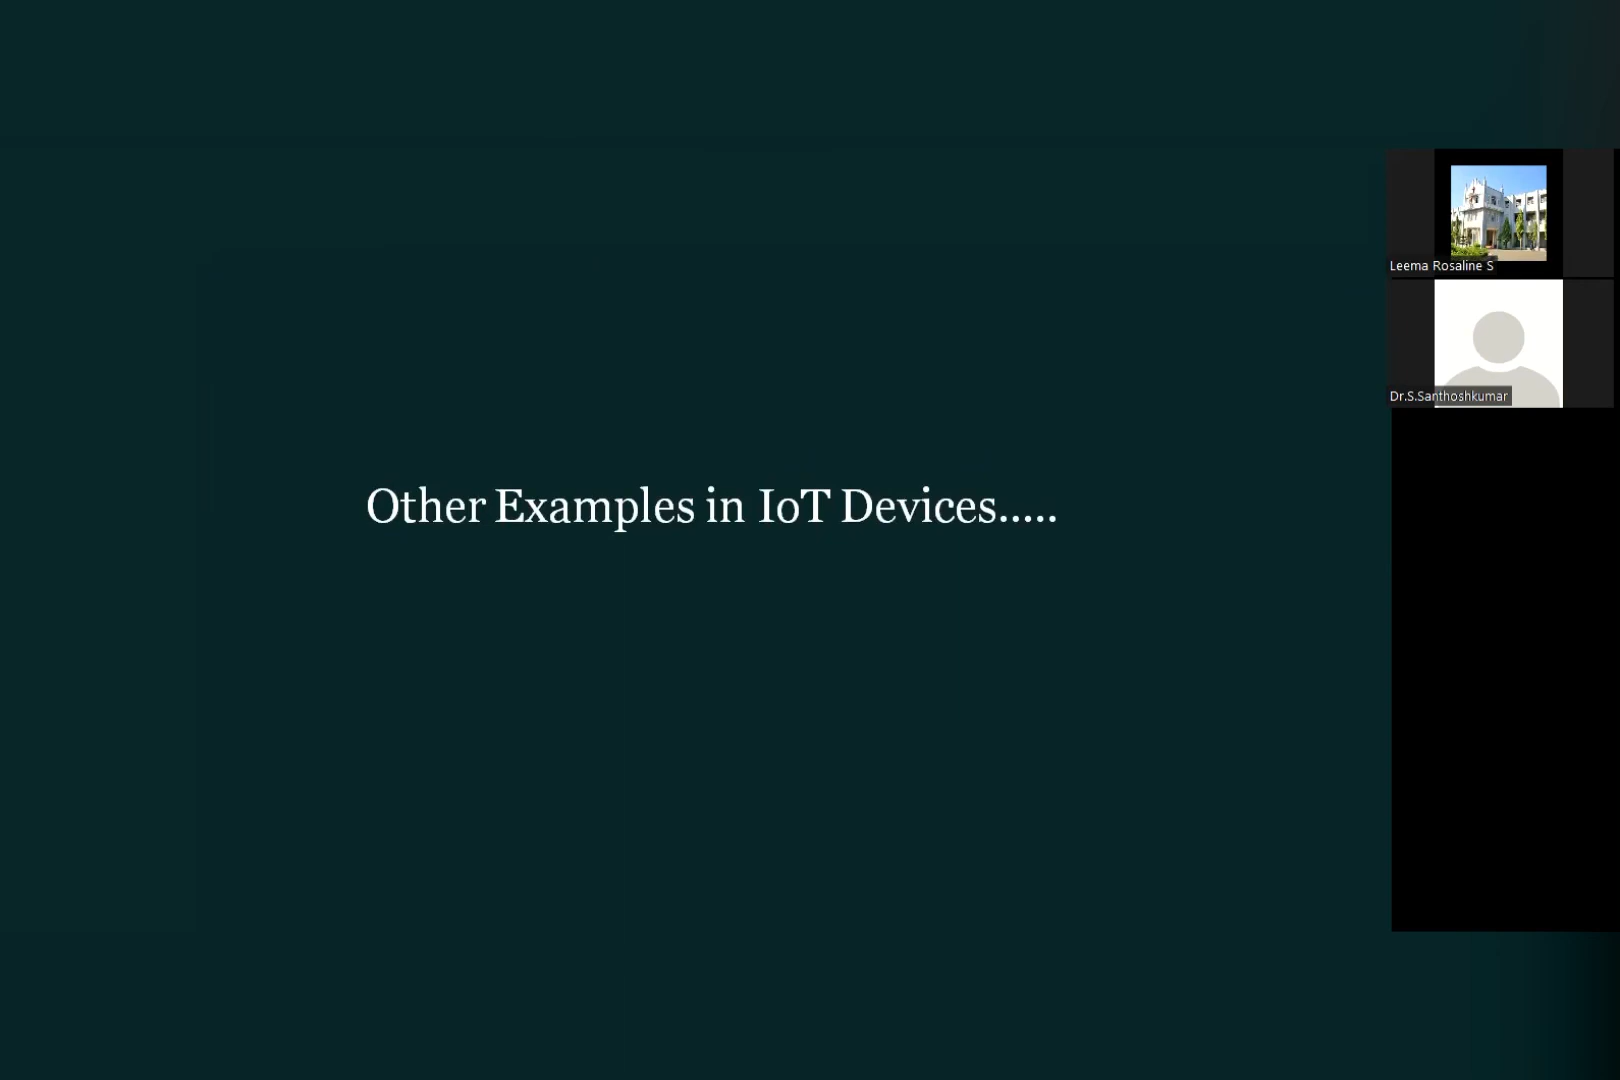 Leema Rosaline S
Dr.S.Santhoshkumar
Other Examples in IoT Devices.....